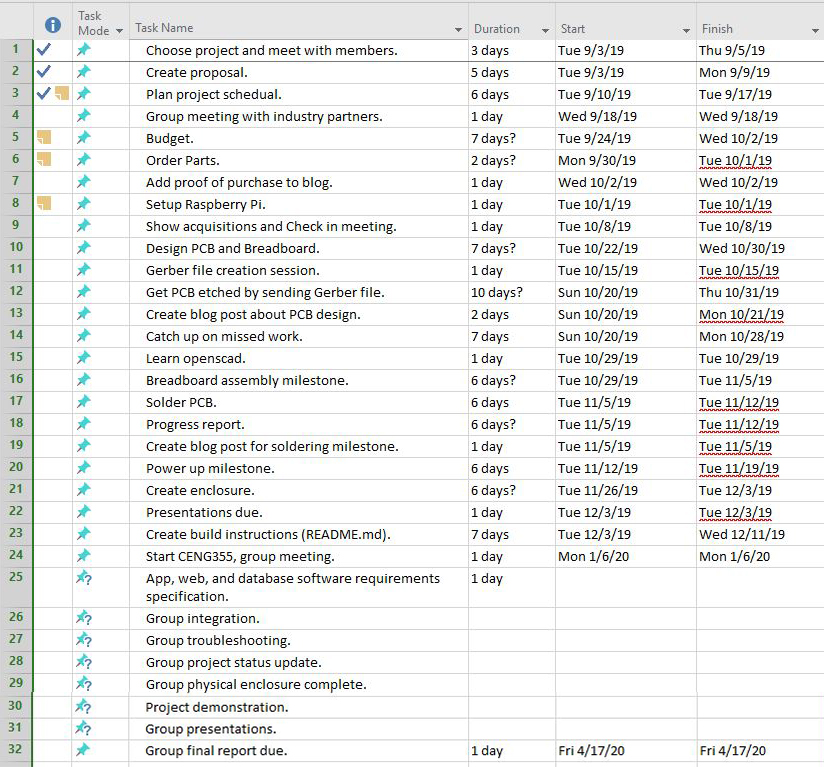 Task Mode Task Name Duration Start Finish
1 Choose project and meet with members. 3 days Tue 9/3/19 Thu 9/5/19
2 Create proposal. 5 days Tue 9/3/19 Mon 9/9/19
3 Plan project schedual. 6 days Tue 9/10/19 Tue 9/17/19
4 Group meeting with industry partners. 1 day Wed 9/18/19 Wed 9/18/19
5 Budget. 7 days? Tue 9/24/19 Wed 10/2/19
6 Order Parts. 2 days? Mon 9/30/19 Tue 10/1/19
7 Add proof of purchase to blog. 1 day Wed 10/2/19 Wed 10/2/19
8 Setup Raspberry Pi. 1 day Tue 10/1/19 Tue 10/1/19
9 Show acquisitions and Check in meeting. 1 day Tue 10/8/19 Tue 10/8/19
10 Design PCB and Breadboard. 7 days? Tue 10/22/19 Wed 10/30/19
11 Gerber file creation session. 1 day Tue 10/15/19 Tue 10/15/19
12 Get PCB etched by sending Gerber file. 10 days? Sun 10/20/19 Thu 10/31/19
13 Create blog post about PCB design. 2 days Sun 10/20/19 Mon 10/21/19
14 Catch up on missed work. 7 days Sun 10/20/19 Mon 10/28/19
15 Learn openscad. 1 day Tue 10/29/19 Tue 10/29/19
16 Breadboard assembly milestone. 6 days? Tue 10/29/19 Tue 11/5/19
17 Solder PCB. 6 days Tue 11/5/19 Tue 11/12/19
18 Progress report. 6 days? Tue 11/5/19 Tue 11/12/19
19 Create blog post for soldering milestone. 1 day Tue 11/5/19 Tue 11/5/19
20 Power up milestone. 6 days Tue 11/12/19 Tue 11/19/19
21 Create enclosure. 6 days? Tue 11/26/19 Tue 12/3/19
22 Presentations due. 1 day Tue 12/3/19 Tue 12/3/19
23 Create build instructions (README.md). 7 days Tue 12/3/19 Wed 12/11/19
24 Start CENG355, group meeting. 1 day Mon 1/6/20 Mon 1/6/20
25 App, web, and database software requirements 1 day
specification.
26 Group integration.
27 Group troubleshooting.
28 Group project status update.
29 Group physical enclosure complete.
30 Project demonstration.
31 Group presentations.
32 Group final report due. 1 day Fri 4/17/20 Fri 4/17/20